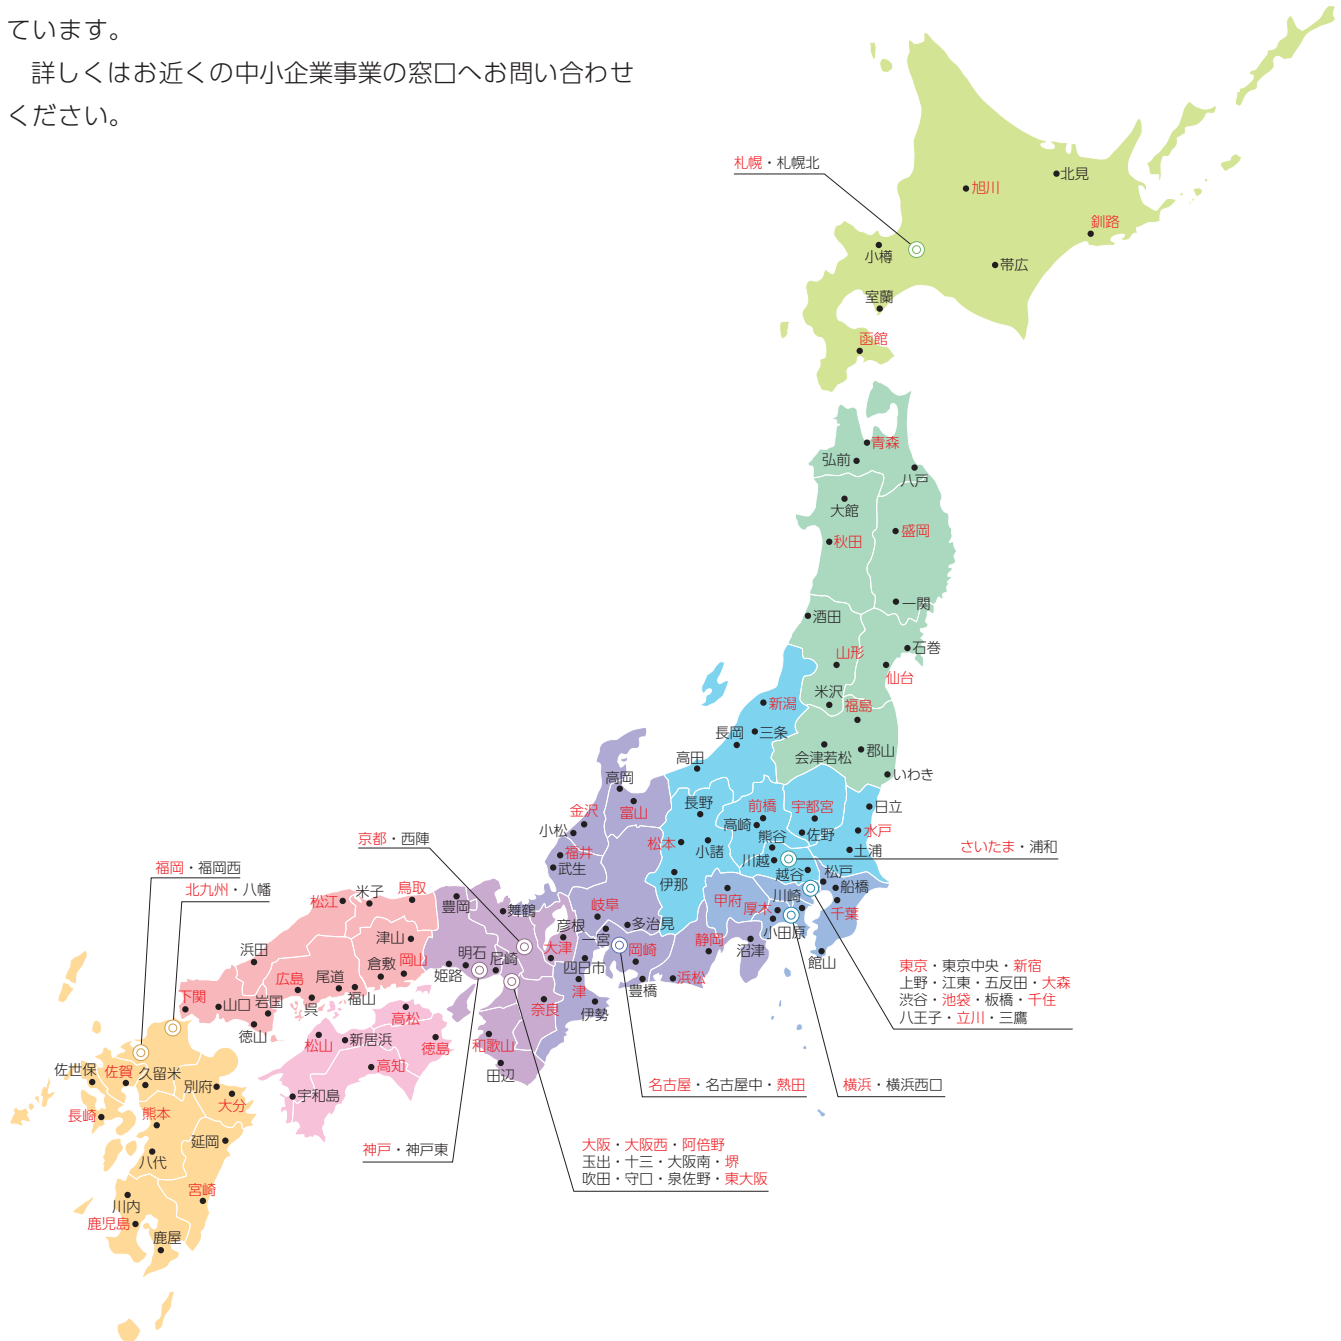 ています。
　詳しくはお近くの中小企業事業の窓口へお問い合わせ
ください。
札幌・札幌北
北見
旭川
釧路
小樽
帯広
室蘭
函館
青森
弘前
八戸
大館
盛岡
秋田
一関
酒田
石巻
山形
仙台
米沢
福島
新潟
三条
長岡
会津若松
郡山
高田
いわき
高岡
富山
長野
前橋
宇都宮
日立
金沢
小松
高崎
佐野
水戸
熊谷
松本
小諸
土浦
京都・西陣
さいたま・浦和
福井
武生
川越
越谷
松戸
船橋
福岡・福岡西
北九州・八幡
伊那
甲府
川崎
厚木
千葉
松江
米子
鳥取
豊岡
舞鶴
岐阜
多治見
小田原
彦根
一宮
岡崎
静岡
沼津
館山
津山
浜田
明石
尼崎
大津
四日市
姫路
倉敷
岡山
広島
尾道
福山
津
豊橋
浜松
東京・東京中央・新宿
上野・江東・五反田・大森
渋谷・池袋・板橋・千住
八王子・立川・三鷹
下関
山口
岩国
呉
徳山
高松
奈良
伊勢
松山
新居浜
徳島
和歌山
高知
田辺
佐世保
佐賀
久留米
別府
大分
宇和島
名古屋・名古屋中・熱田
横浜・横浜西口
長崎
熊本
延岡
八代
神戸・神戸東
大阪・大阪西・阿倍野
玉出・十三・大阪南・堺
吹田・守口・泉佐野・東大阪
宮崎
川内
鹿児島
鹿屋